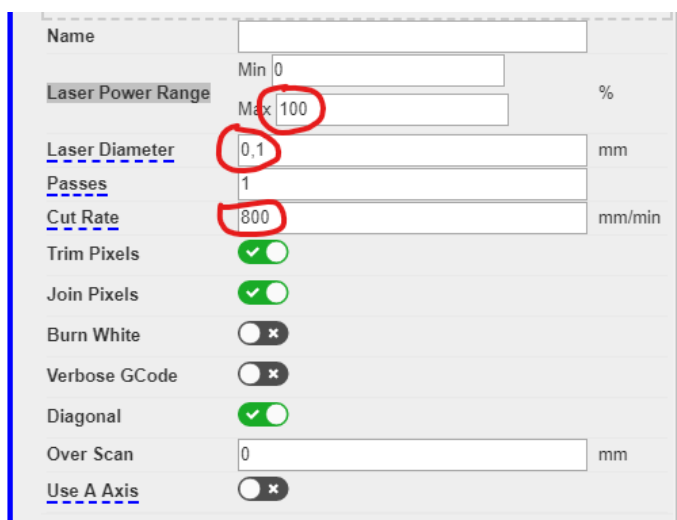 Name
Min 0
Laser Power Range %
Max 100
Laser Diameter 0,1 mm
Passes 1
Cut Rate 800 mm/min
Trim Pixels
Join Pixels
Burn White
Verbose GCode
Diagonal
Over Scan 0 mm
Use A Axis